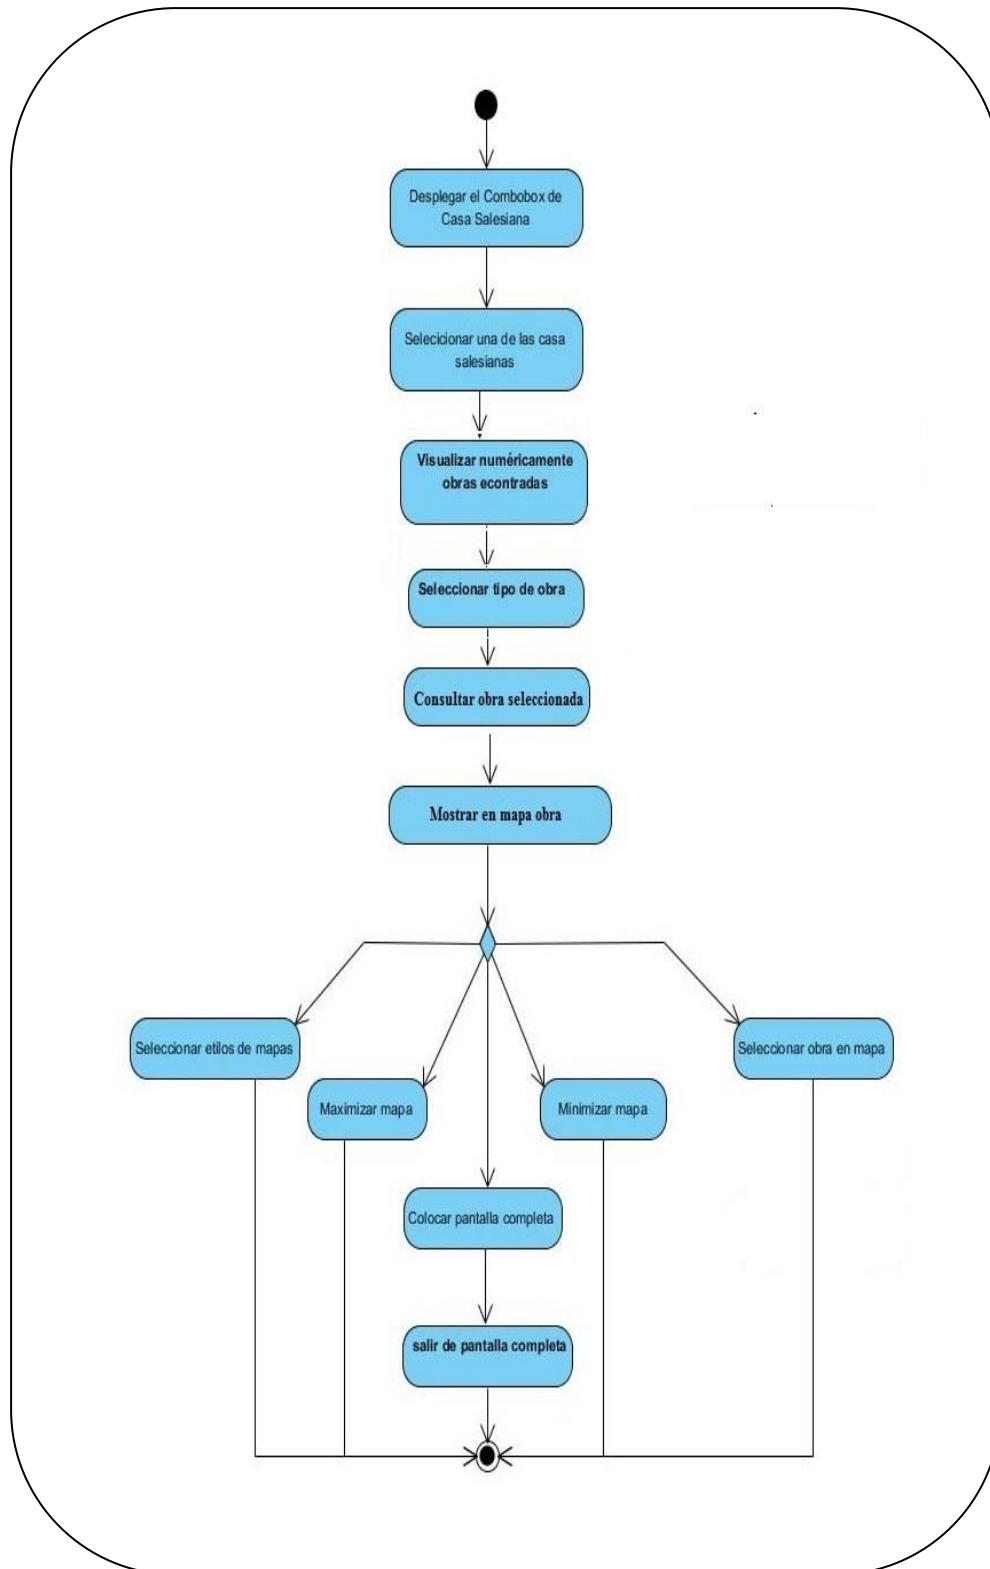 Desplegar el Combobox de
Casa Salesiana
Selecicionar una de las casa
salesianas
Visualizar numéricamente
obras econtradas
Seleccionar tipo de obra
Consultar obra seleccionada
Mostrar en mapa obra
Seleccionar etilos de mapas
Seleccionar obra en mapa
Maximizar mapa
Minimizar mapa
Colocar pantalla completa
salir de pantalla completa